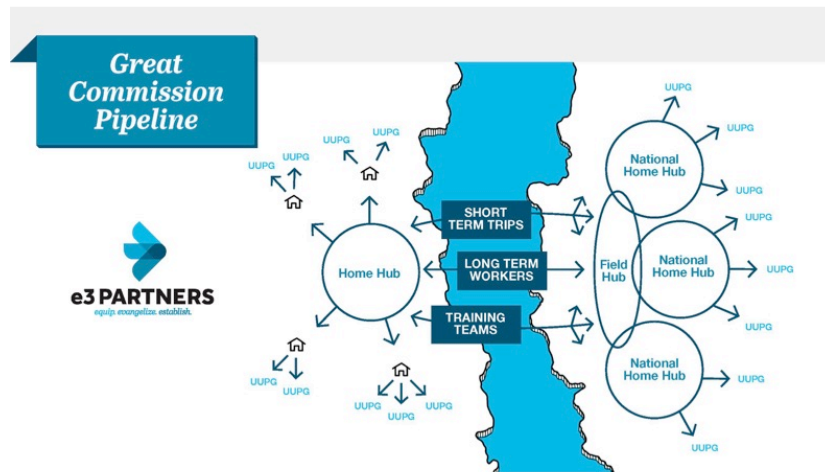 Great
Commission
Pipeline
e3 PARTNERS
equip. evangelize. establish.
UUPG
UUPG
UUPG
UUPG
Home Hub
UUPG
UUPG
UUPG
UUPG
UUPG
SHORT
TERM TRIPS
LONG TERM
WORKERS
TRAINING
TEAMS
Field
Hub
UUPG
UUPG
National
Home Hub
UUPG
UUPG
National
Home Hub
UUPG
UUPG
National
Home Hub
UUPG
UUPG